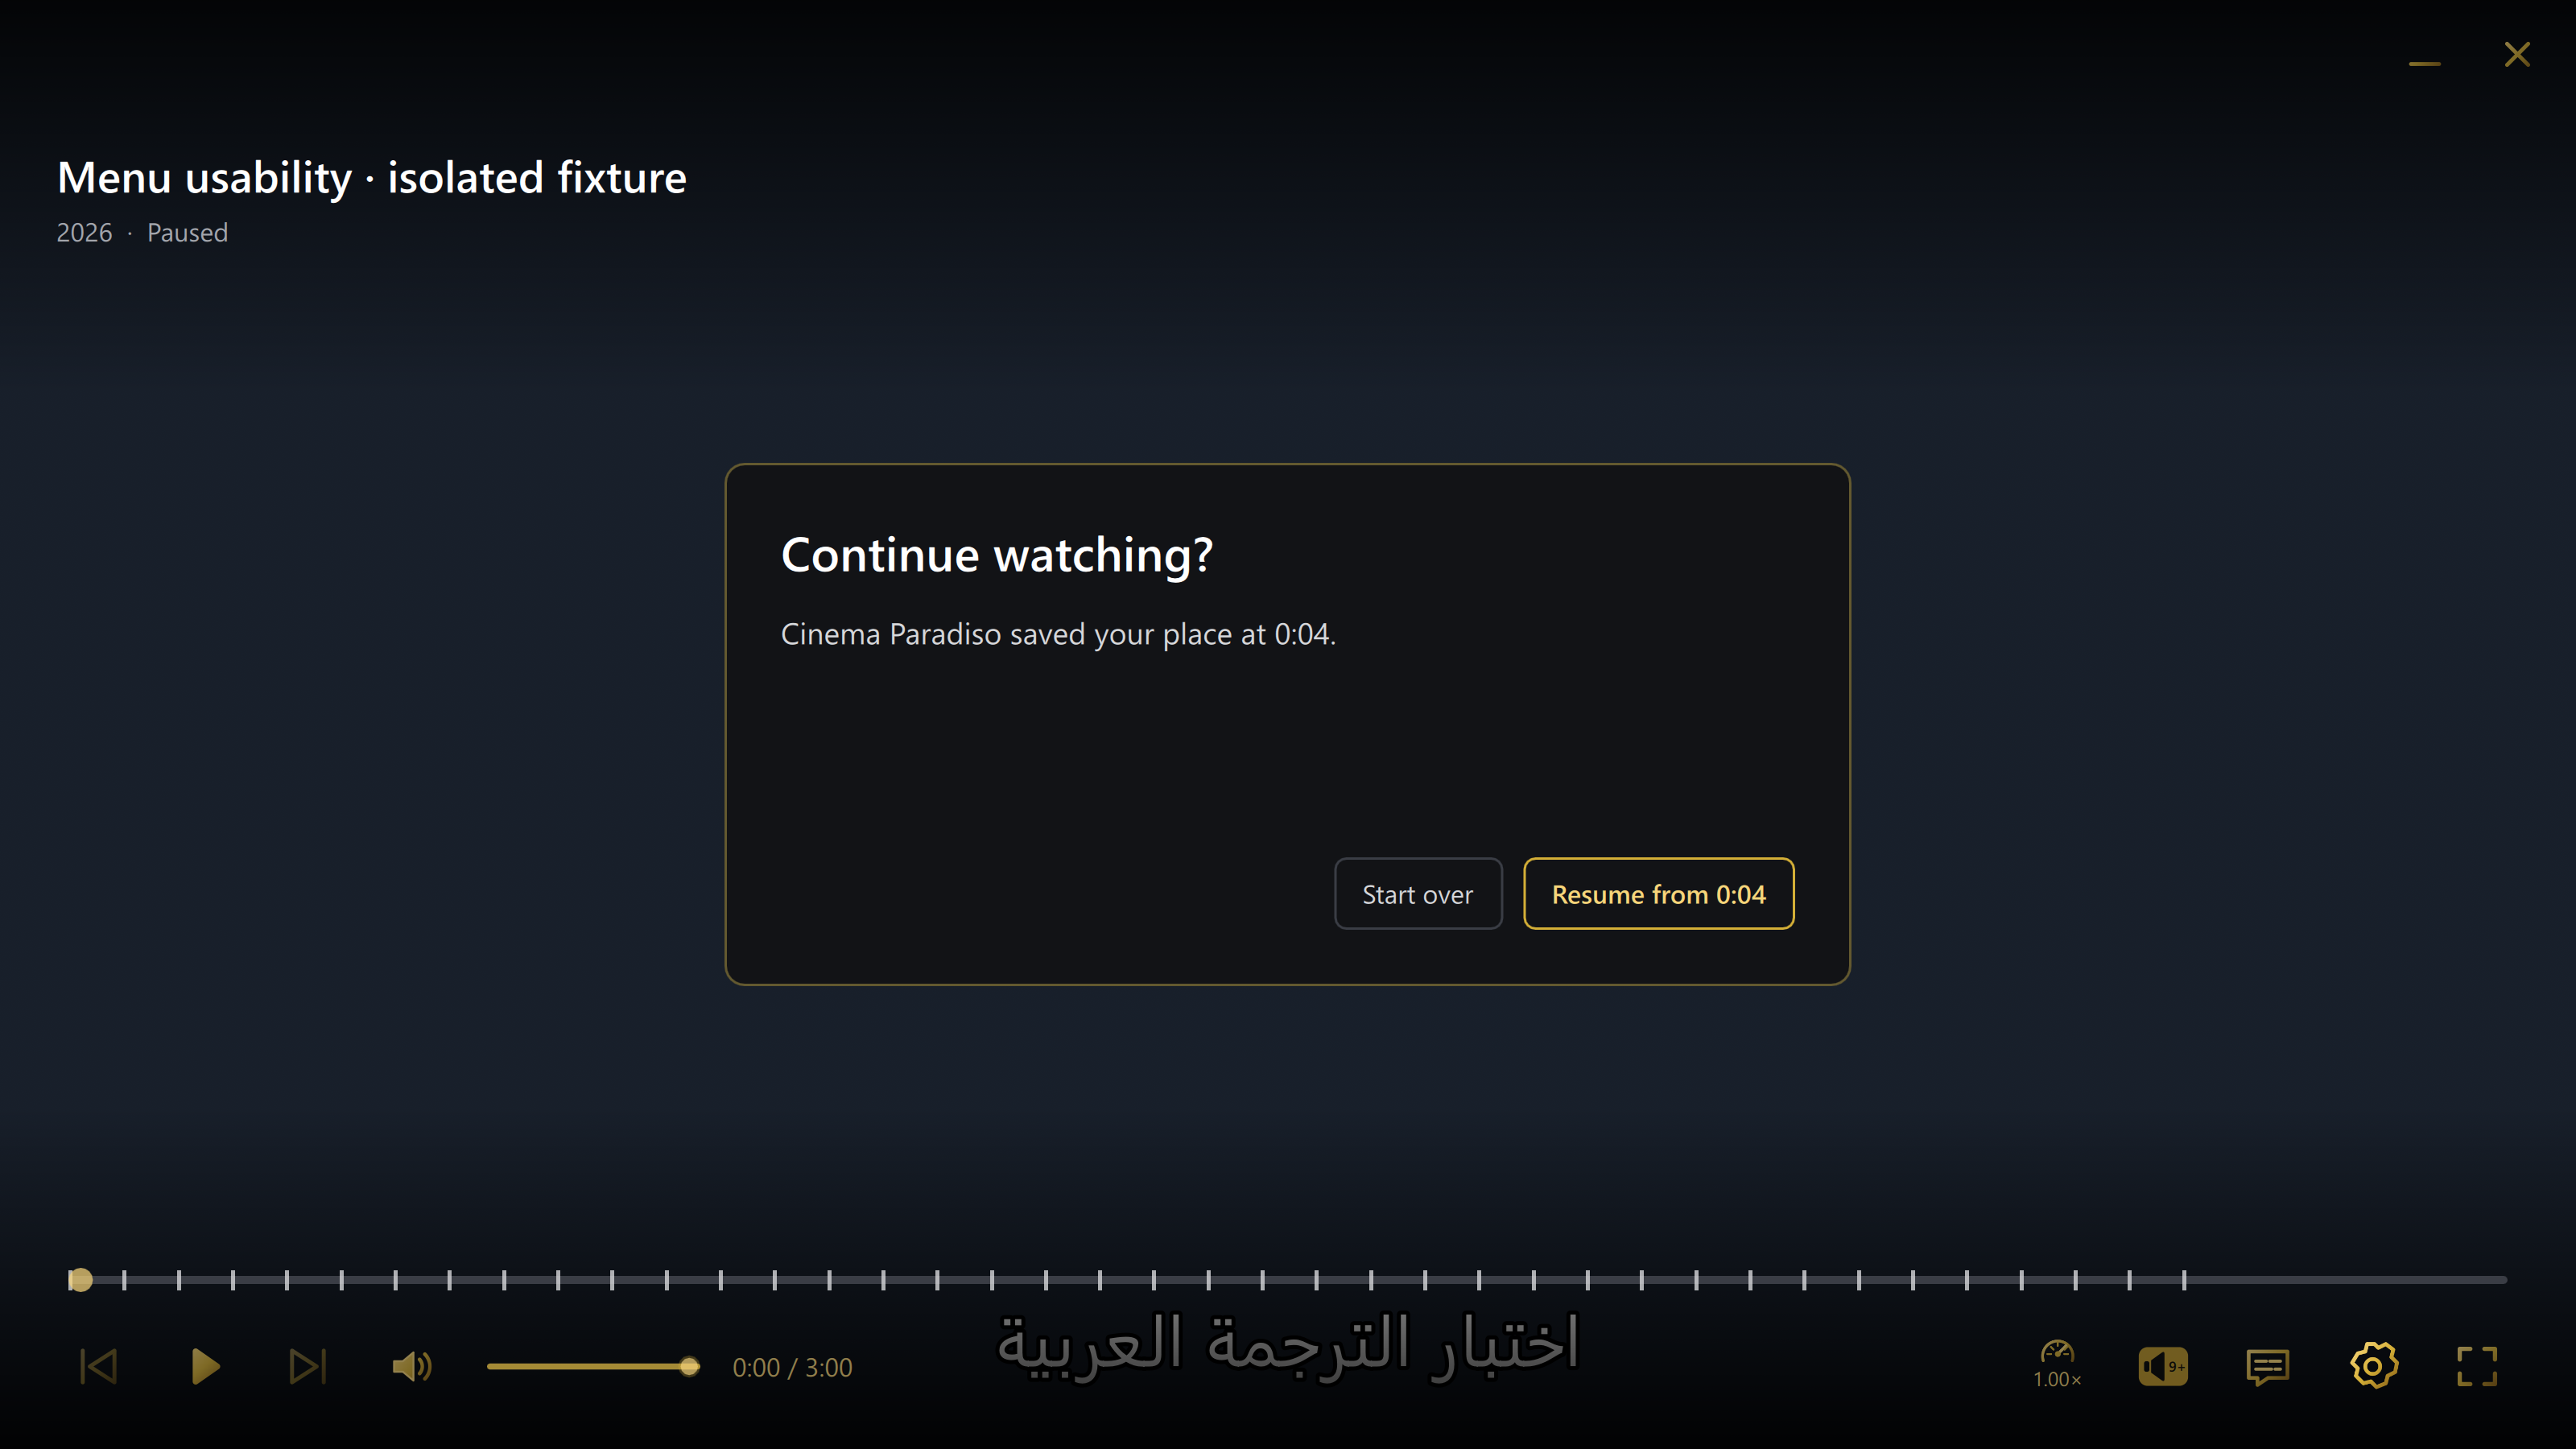 Menu usability · isolated fixture
2026 · Paused
Continue watching?
Cinema Paradiso saved your place at 0:04.
Start over
Resume from 0:04
اختبار الترجمة العربية
0:00 / 3:00
1.00×
9+